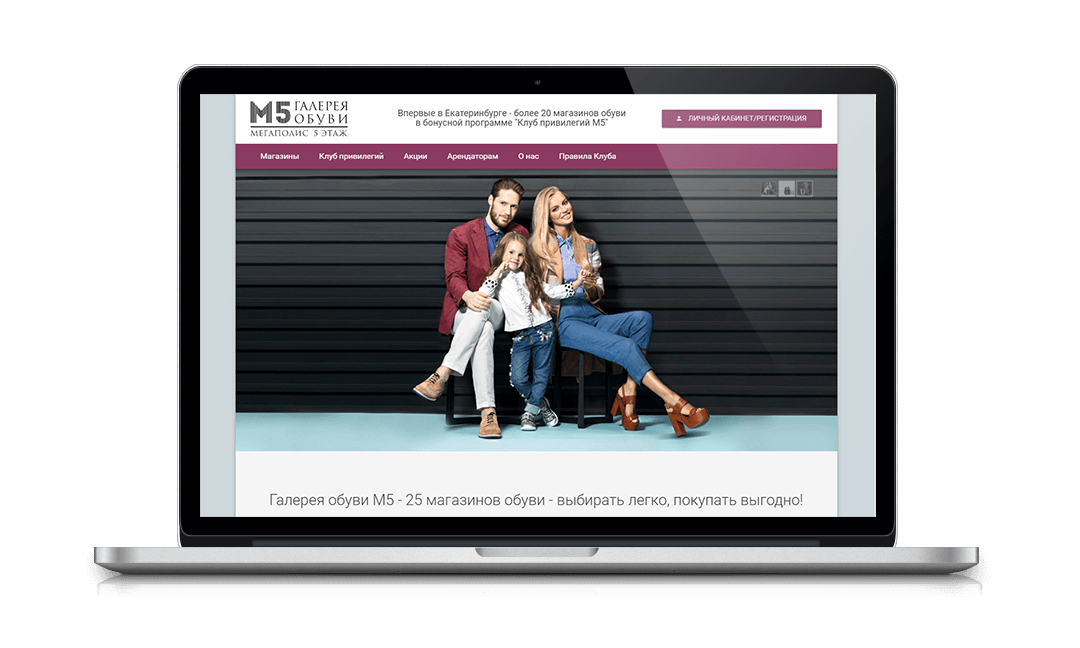 М5 ГАЛЕРЕЯ ОБУВИ
МЕГАПОЛИС 5 ЭТАЖ
Впервые в Екатеринбурге - более 20 магазинов обуви
в бонусной программе "Клуб привилегий М5"
ЛИЧНЫЙ КАБИНЕТ/РЕГИСТРАЦИЯ
Магазины Клуб привилегий Акции Арендаторам О нас Правила Клуба
Галерея обуви М5 - 25 магазинов обуви - выбирать легко, покупать выгодно!